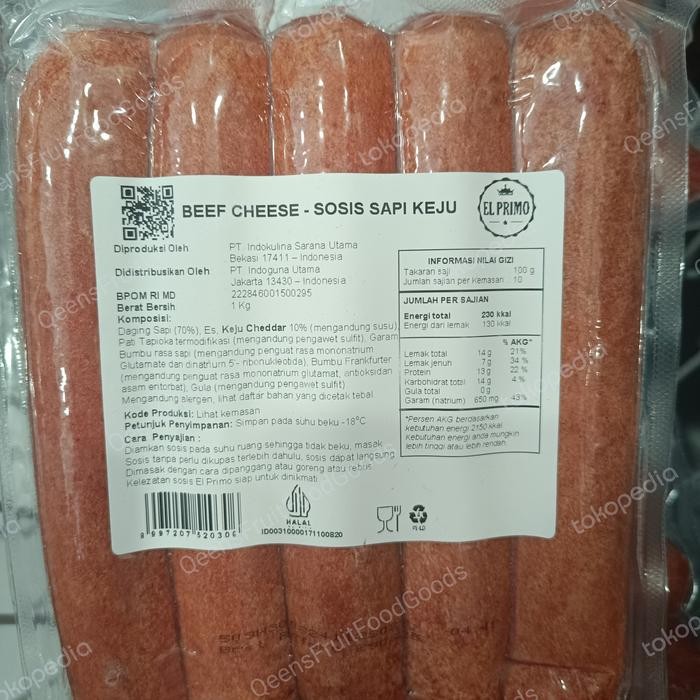 BEEF CHEESE - SOSIS SAPI KEJU
EL PRIMO
Diproduksi Oleh PT. Indokulina Sarana Utama
Bekasi 17411 – Indonesia
Didistribusikan Oleh PT. Indoguna Utama
Jakarta 13430 – Indonesia
BPOM RI MD 222846001500295
Berat Bersih 1 Kg
Komposisi:
Daging Sapi (70%), Es, Keju Cheddar 10% (mengandung susu),
Pati Tapioka termodifikasi (mengandung pengawet sulfit), Garam
Bumbu rasa sapi (mengandung penguat rasa mononatrium
Glutamate dan dinatrium 5'- ribonukleotida), Bumbu Frankfurter
(mengandung penguat rasa mononatrium glutamat, antioksidan
asam entorbat), Gula (mengandung pengawet sulfit)
Mengandung alergen, lihat daftar bahan yang dicetak tebal
Kode Produksi: Lihat kemasan
Petunjuk Penyimpanan: Simpan pada suhu beku -18°C
Cara Penyajian :
Diamkan sosis pada suhu ruang sehingga tidak beku, masak
Sosis tanpa perlu dikupas terlebih dahulu, sosis dapat langsung
Dimasak dengan cara dipanggang atau goreng atau rebus
Kelezatan sosis El Primo siap untuk dinikmati
INFORMASI NILAI GIZI
Takaran saji 100 g
Jumlah sajian per Kemasan 10
JUMLAH PER SAJIAN
Energi total 230 kkal
Energi dari lemak 130 kkal
% AKG*
Lemak total 14 g 21%
Lemak jenuh 7 g 34 %
Protein 13 g 22 %
Karbohidrat total 14 g 4 %
Gula total 0 g
Garam (natrium) 650 mg 43%
*Persen AKG berdasarkan
kebutuhan energi 2150 kkal.
Kebutuhan energi anda mungkin
lebih tinggi atau lebih rendah.
8 997207 520306
HALAL
INDONESIA
ID00310000171100820
QeensFruitFoodGoods
tokopedia